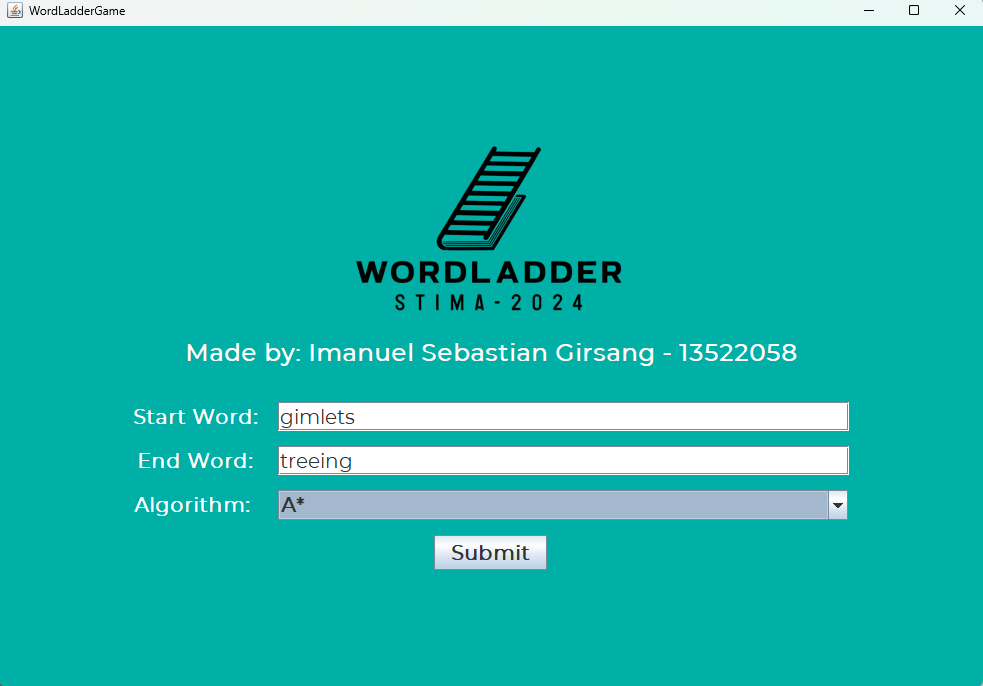 WordLadderGame
WORDLADDER
STIMA-2024
Made by: Imanuel Sebastian Girsang - 13522058
Start Word: gimlets
End Word: treeing
Algorithm: A*
Submit